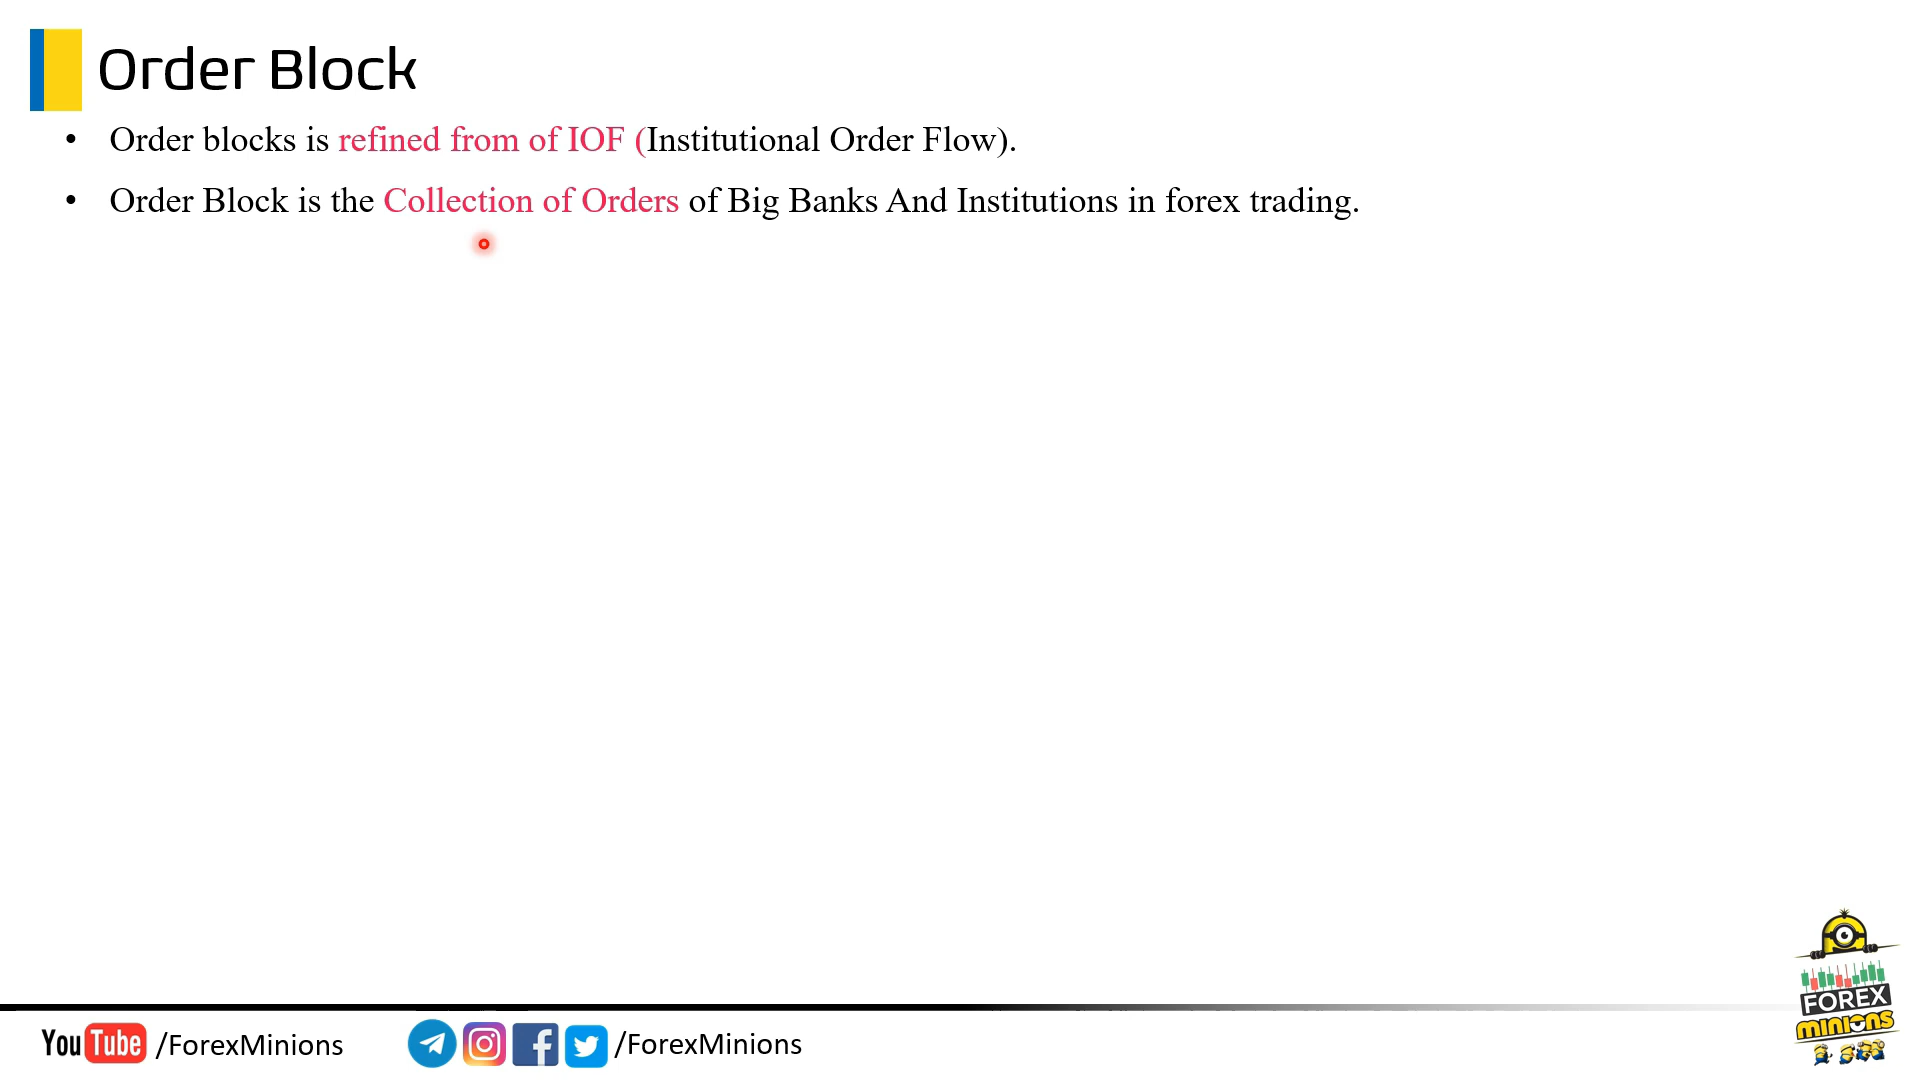 Order Block
• Order blocks is refined from of IOF (Institutional Order Flow).
• Order Block is the Collection of Orders of Big Banks And Institutions in forex trading.
FOREX
MINIONS
YouTube /ForexMinions
/ForexMinions